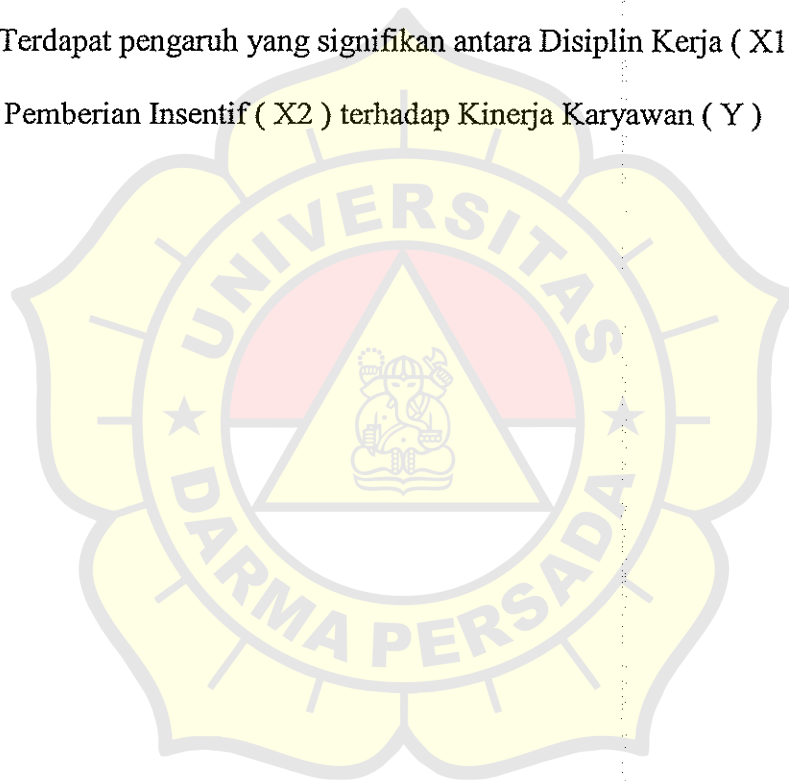 Terdapat pengaruh yang signifikan antara Disiplin Kerja ( X1
Pemberian Insentif ( X2 ) terhadap Kinerja Karyawan ( Y )
UNIVERSITAS
DARMA PERSADA